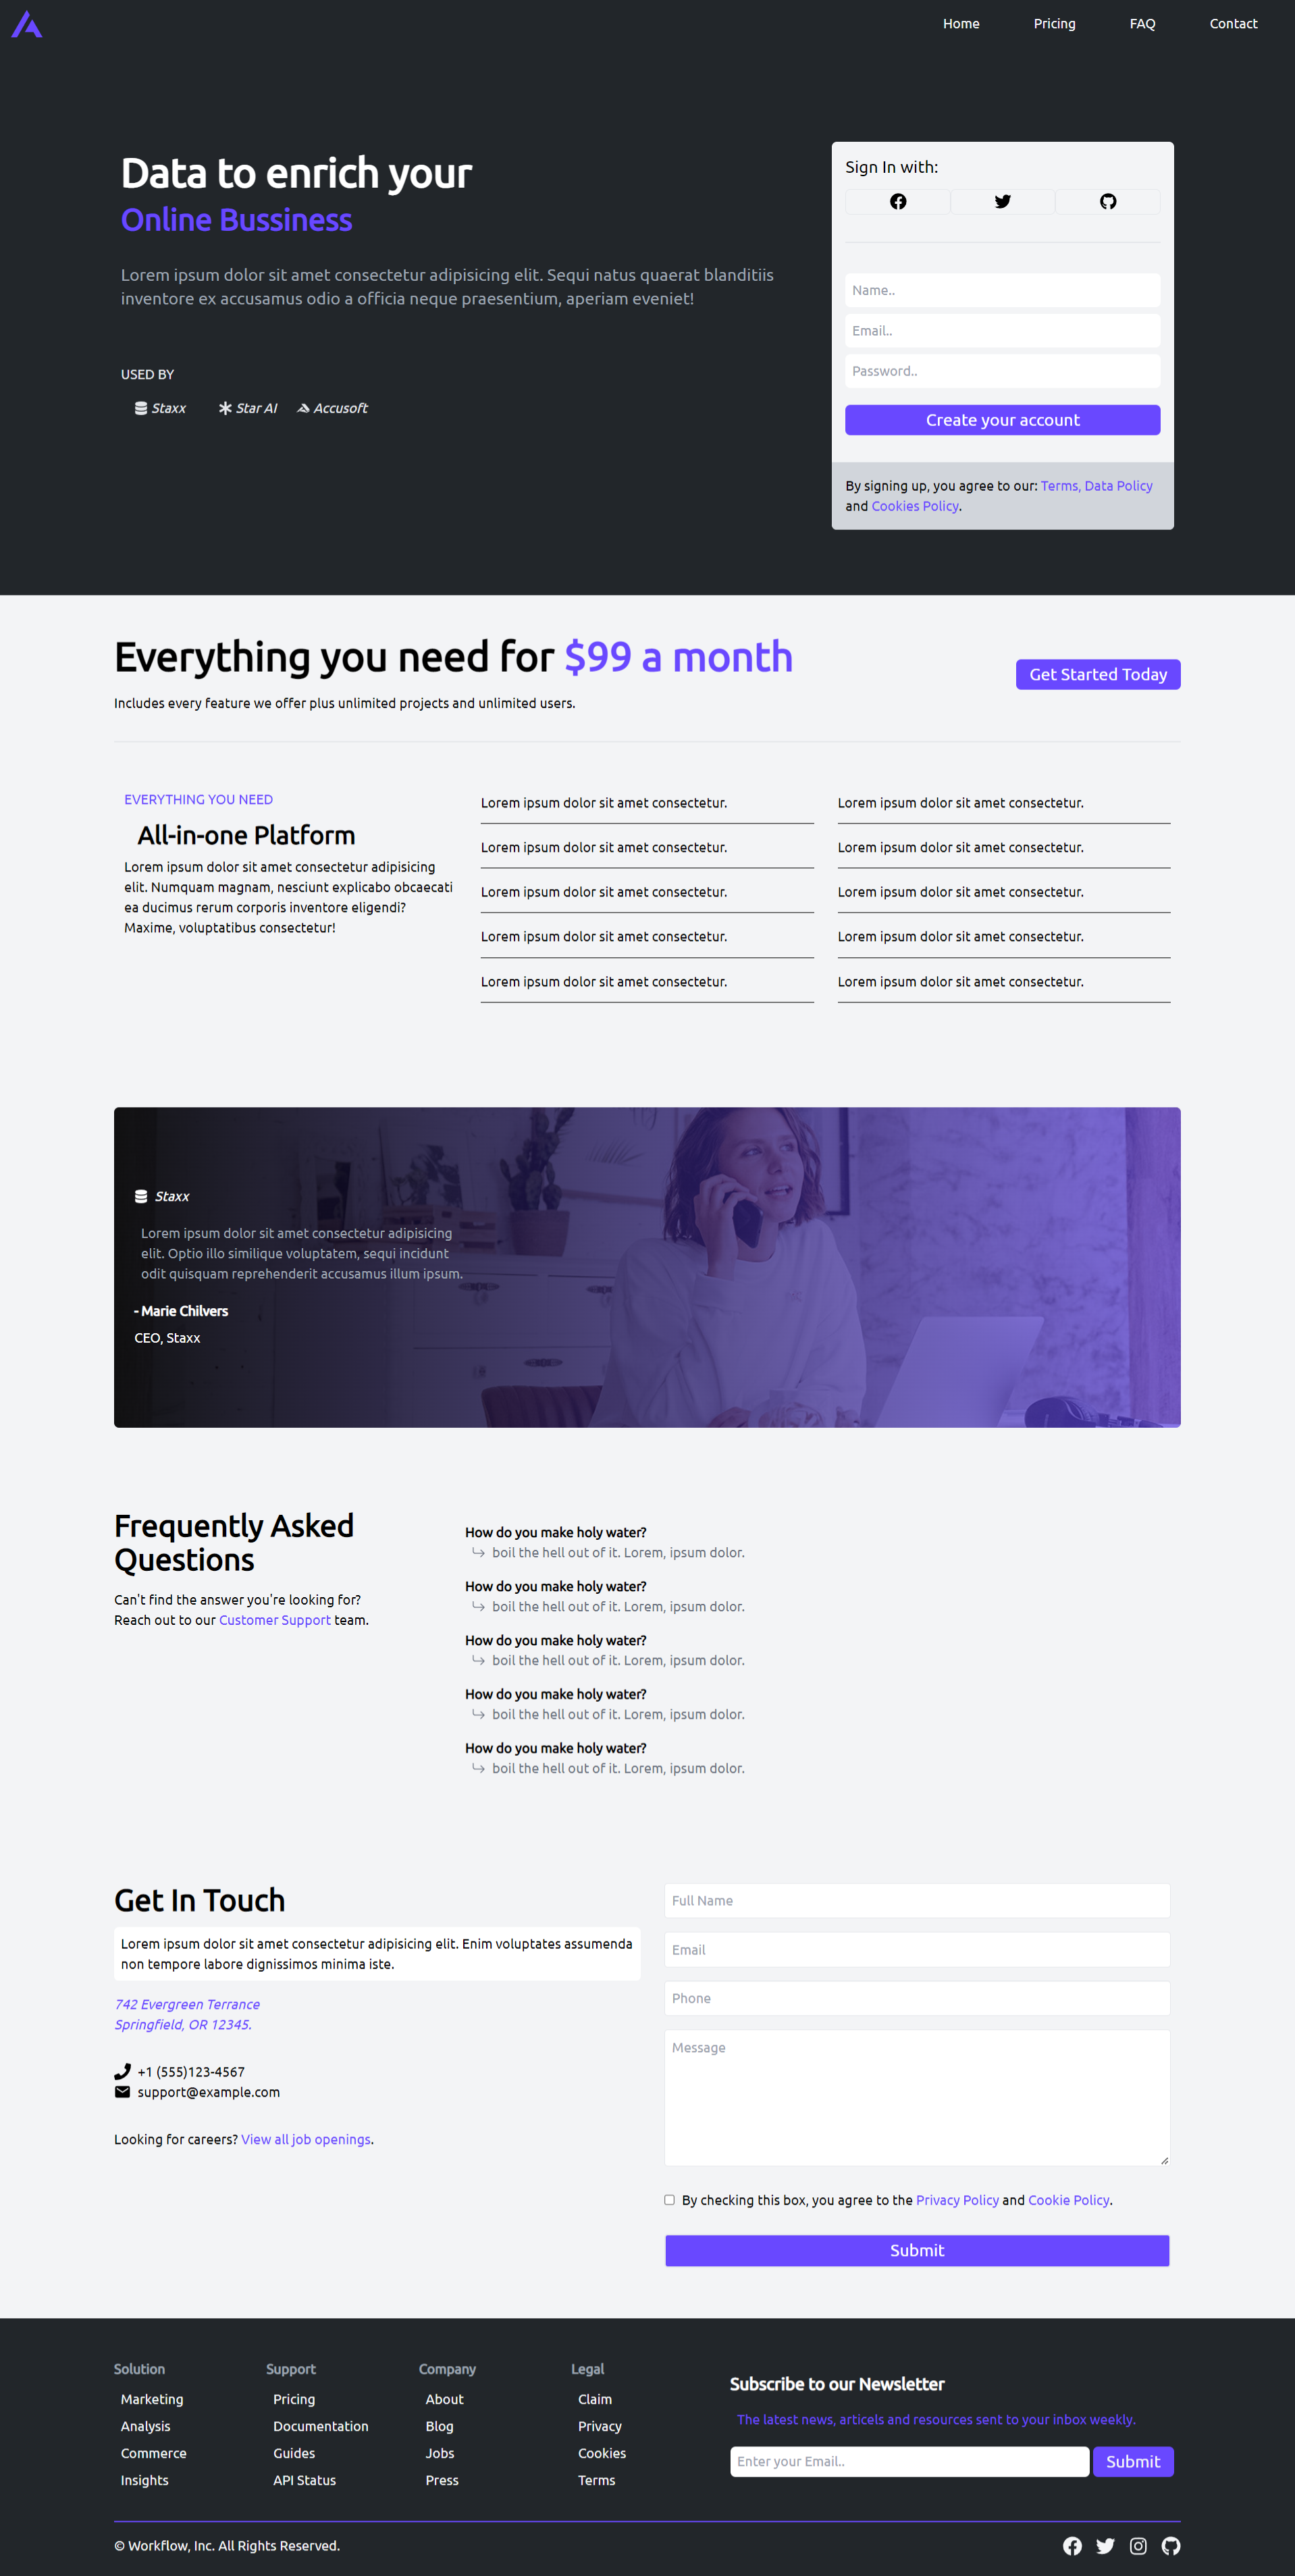 Home Pricing FAQ Contact
Data to enrich your
Online Bussiness
Lorem ipsum dolor sit amet consectetur adipisicing elit. Sequi natus quaerat blanditiis
inventore ex accusamus odio a officia neque praesentium, aperiam eveniet!
USED BY
Staxx Star AI Accusoft
Sign In with:
Name..
Email..
Password..
Create your account
By signing up, you agree to our: Terms, Data Policy
and Cookies Policy.
Everything you need for $99 a month
Includes every feature we offer plus unlimited projects and unlimited users.
Get Started Today
EVERYTHING YOU NEED
All-in-one Platform
Lorem ipsum dolor sit amet consectetur adipisicing
elit. Numquam magnam, nesciunt explicabo obcaecati
ea ducimus rerum corporis inventore eligendi?
Maxime, voluptatibus consectetur!
Lorem ipsum dolor sit amet consectetur.
Lorem ipsum dolor sit amet consectetur.
Lorem ipsum dolor sit amet consectetur.
Lorem ipsum dolor sit amet consectetur.
Lorem ipsum dolor sit amet consectetur.
Lorem ipsum dolor sit amet consectetur.
Lorem ipsum dolor sit amet consectetur.
Lorem ipsum dolor sit amet consectetur.
Lorem ipsum dolor sit amet consectetur.
Lorem ipsum dolor sit amet consectetur.
Staxx
Lorem ipsum dolor sit amet consectetur adipisicing
elit. Optio illo similique voluptatem, sequi incidunt
odit quisquam reprehenderit accusamus illum ipsum.
- Marie Chilvers
CEO, Staxx
Frequently Asked
Questions
Can't find the answer you're looking for?
Reach out to our Customer Support team.
How do you make holy water?
boil the hell out of it. Lorem, ipsum dolor.
How do you make holy water?
boil the hell out of it. Lorem, ipsum dolor.
How do you make holy water?
boil the hell out of it. Lorem, ipsum dolor.
How do you make holy water?
boil the hell out of it. Lorem, ipsum dolor.
How do you make holy water?
boil the hell out of it. Lorem, ipsum dolor.
Get In Touch
Lorem ipsum dolor sit amet consectetur adipisicing elit. Enim voluptates assumenda
non tempore labore dignissimos minima iste.
742 Evergreen Terrance
Springfield, OR 12345.
+1 (555)123-4567
support@example.com
Looking for careers? View all job openings.
Full Name
Email
Phone
Message
By checking this box, you agree to the Privacy Policy and Cookie Policy.
Submit
Solution
Marketing
Analysis
Commerce
Insights
Support
Pricing
Documentation
Guides
API Status
Company
About
Blog
Jobs
Press
Legal
Claim
Privacy
Cookies
Terms
Subscribe to our Newsletter
The latest news, articels and resources sent to your inbox weekly.
Enter your Email..
Submit
© Workflow, Inc. All Rights Reserved.